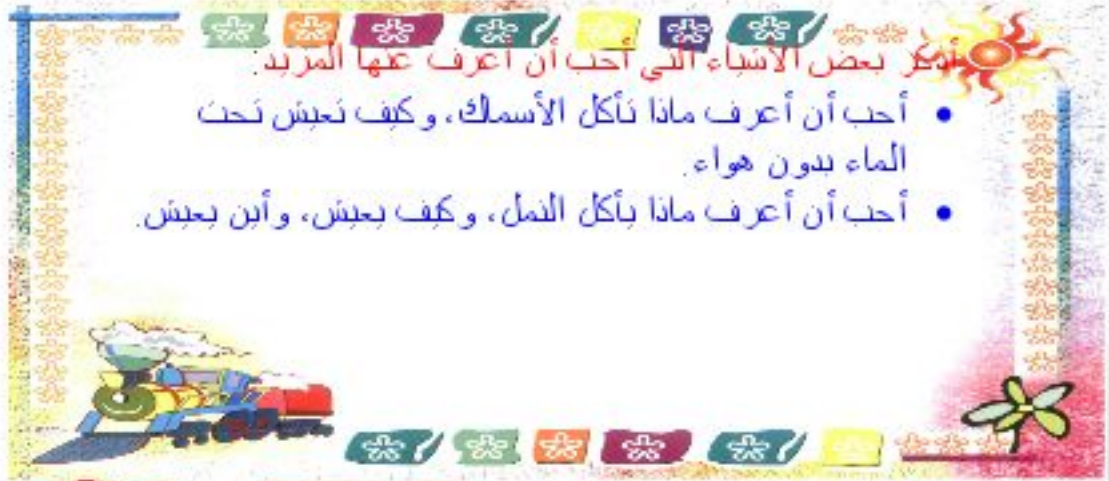 أذكر بعض الأشياء التي أحب أن أعرف عنها المزيد:
• أحب أن أعرف ماذا تأكل الأسماك، وكيف تعيش تحت
الماء بدون هواء.
• أحب أن أعرف ماذا يأكل النمل، وكيف يعيش، وأين يعيش.